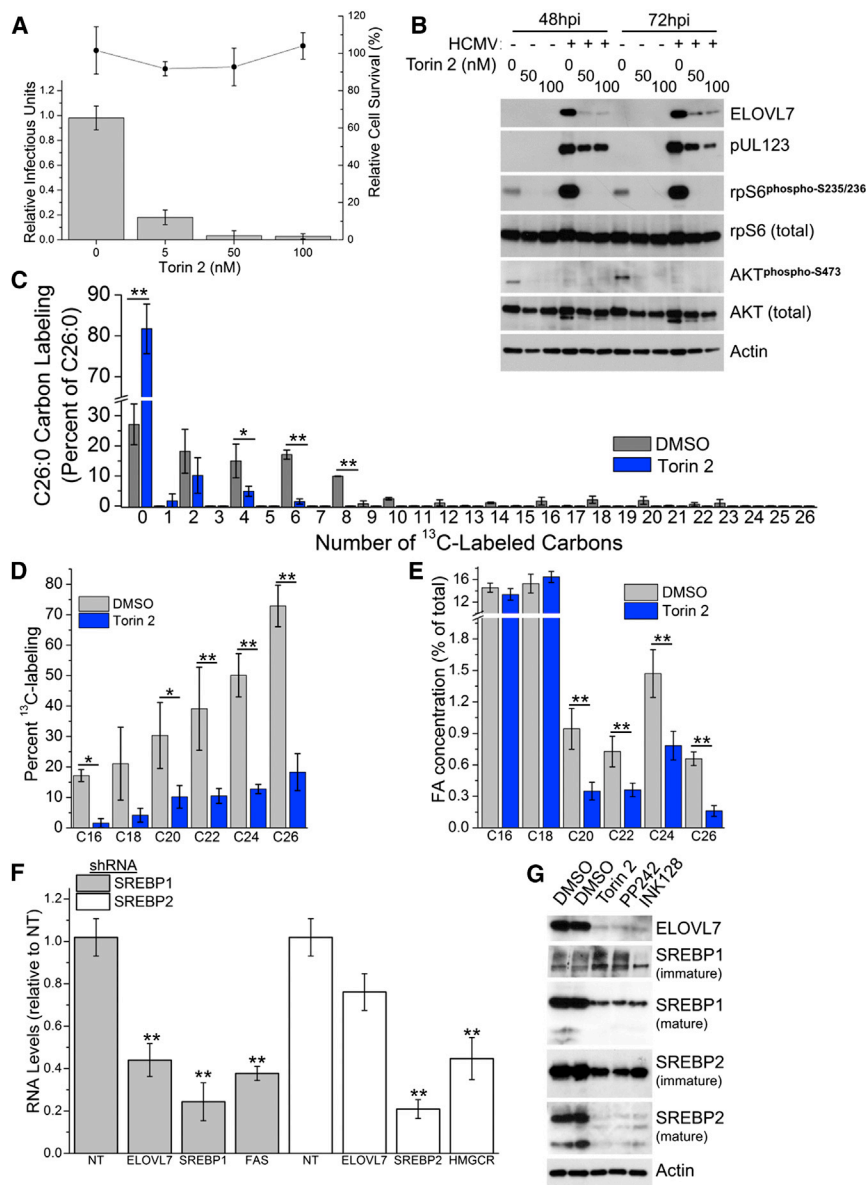 A
Relative Infectious Units
1.2
1.0
0.8
0.6
0.4
0.2
0.0
120
100
80
60
40
20
0
Relative Cell Survival (%)
0 5 50 100
Torin 2 (nM)
B
48hpi 72hpi
HCMV: - - - + + + - - - + + +
Torin 2 (nM) 0 50 100 0 50 100 0 50 100 0 50 100
ELOVL7
pUL123
rpS6phospho-S235/236
rpS6 (total)
AKTphospho-S473
AKT (total)
Actin
C
C26:0 Carbon Labeling
(Percent of C26:0)
90
80
70
30
20
10
0
** * ** **
DMSO
Torin 2
0 1 2 3 4 5 6 7 8 9 10 11 12 13 14 15 16 17 18 19 20 21 22 23 24 25 26
Number of 13C-Labeled Carbons
D
Percent 13C-labeling
80
70
60
50
40
30
20
10
0
DMSO
Torin 2
* * ** ** **
C16 C18 C20 C22 C24 C26
E
FA concentration (% of total)
16
14
1.8
1.5
1.2
0.9
0.6
0.3
0.0
DMSO
Torin 2
** ** ** **
C16 C18 C20 C22 C24 C26
F
shRNA
SREBP1
SREBP2
RNA Levels (relative to NT)
1.2
1.0
0.8
0.6
0.4
0.2
0.0
** ** ** ** **
NT ELOVL7 SREBP1 FAS NT ELOVL7 SREBP2 HMGCR
G
DMSO DMSO Torin 2 PP242 INK128
ELOVL7
SREBP1
(immature)
SREBP1
(mature)
SREBP2
(immature)
SREBP2
(mature)
Actin